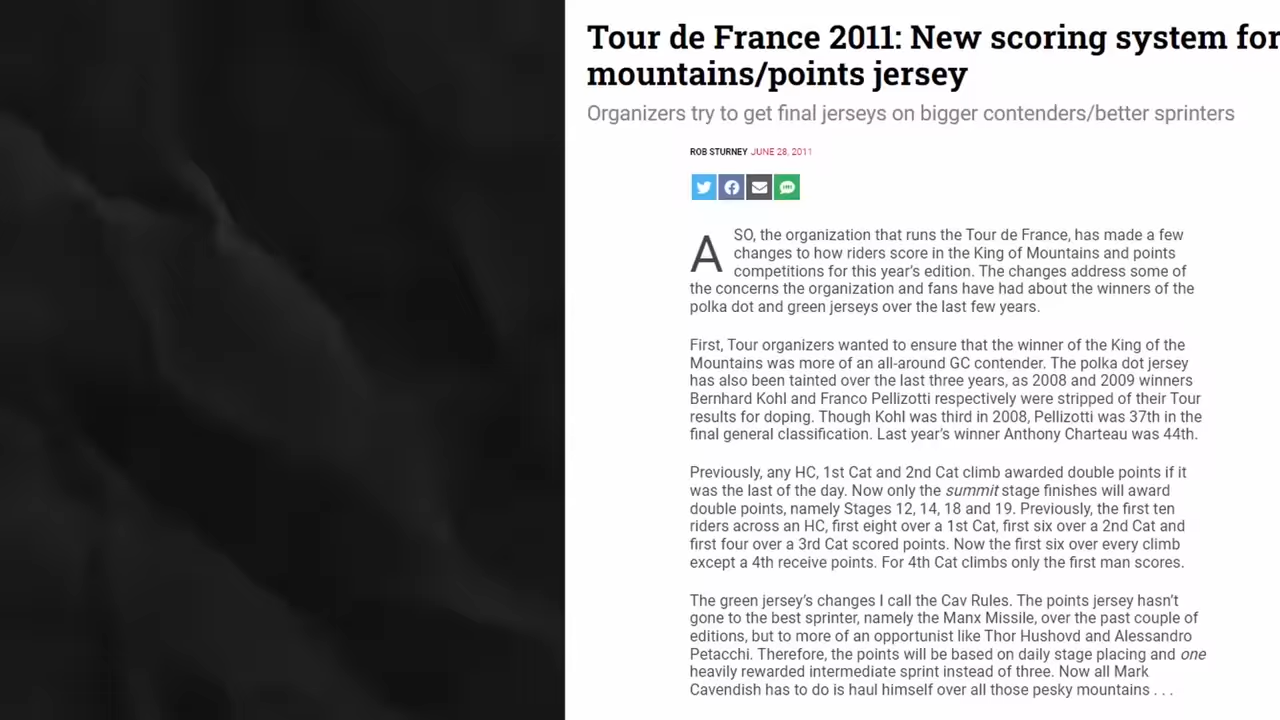 Tour de France 2011: New scoring system for
mountains/points jersey
Organizers try to get final jerseys on bigger contenders/better sprinters
ROB STURNEY JUNE 28, 2011
ASO, the organization that runs the Tour de France, has made a few
changes to how riders score in the King of Mountains and points
competitions for this year's edition. The changes address some of
the concerns the organization and fans have had about the winners of the
polka dot and green jerseys over the last few years.
First, Tour organizers wanted to ensure that the winner of the King of the
Mountains was more of an all-around GC contender. The polka dot jersey
has also been tainted over the last three years, as 2008 and 2009 winners
Bernhard Kohl and Franco Pellizotti respectively were stripped of their Tour
results for doping. Though Kohl was third in 2008, Pellizotti was 37th in the
final general classification. Last year's winner Anthony Charteau was 44th.
Previously, any HC, 1st Cat and 2nd Cat climb awarded double points if it
was the last of the day. Now only the summit stage finishes will award
double points, namely Stages 12, 14, 18 and 19. Previously, the first ten
riders across an HC, first eight over a 1st Cat, first six over a 2nd Cat and
first four over a 3rd Cat scored points. Now the first six over every climb
except a 4th receive points. For 4th Cat climbs only the first man scores.
The green jersey's changes I call the Cav Rules. The points jersey hasn't
gone to the best sprinter, namely the Manx Missile, over the past couple of
editions, but to more of an opportunist like Thor Hushovd and Alessandro
Petacchi. Therefore, the points will be based on daily stage placing and one
heavily rewarded intermediate sprint instead of three. Now all Mark
Cavendish has to do is haul himself over all those pesky mountains . . .